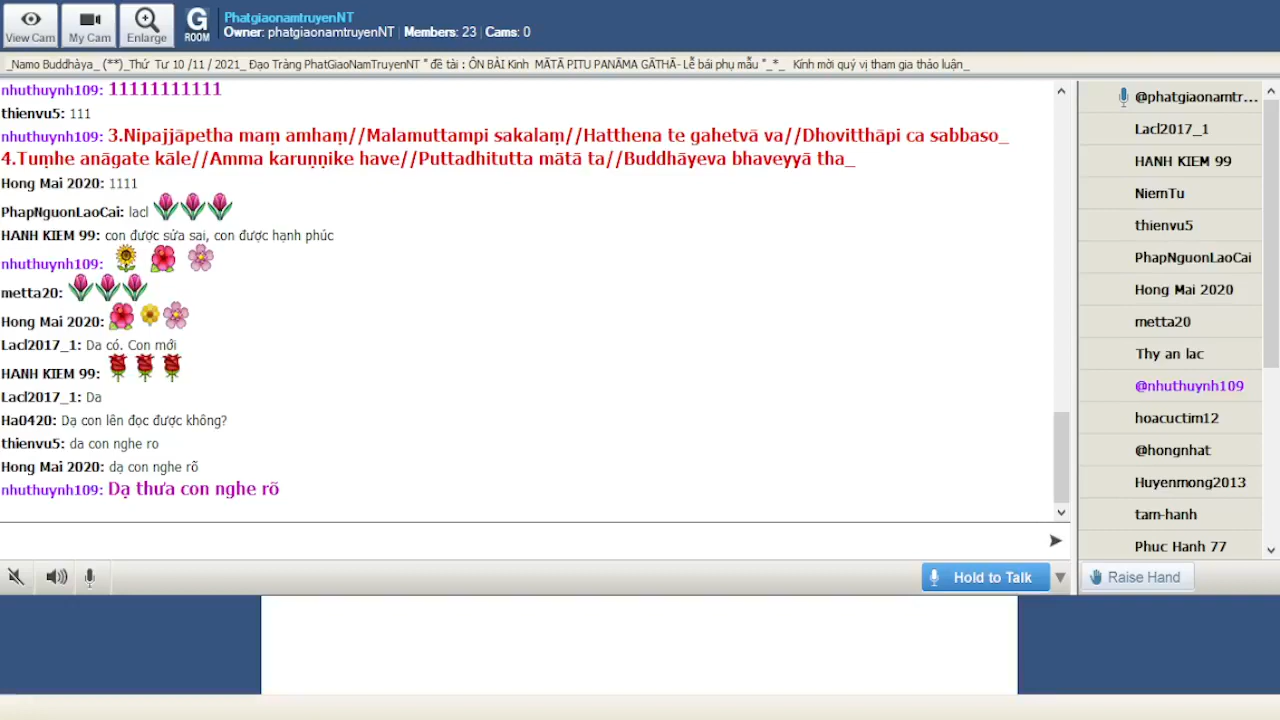 View Cam
My Cam
Enlarge
G
ROOM
PhatgiaonamtruyenNT
Owner: phatgiaonamtruyenNT | Members: 23 | Cams: 0
_Namo Buddhàya_ (**)_Thứ Tư 10 /11 / 2021_ Đạo Tràng PhatGiaoNamTruyenNT " đề tài : ÔN BÀI Kinh MĀTĀ PITU PANĀMA GĀTHĀ- Lễ bái phụ mẫu "_*_ Kính mời quý vị tham gia thảo luận_
nhuthuynh109: 11111111111
thienvu5: 111
nhuthuynh109: 3.Nipajjāpetha maṃ amhaṃ//Malamuttampi sakalaṃ//Hatthena te gahetvā va//Dhovitthāpi ca sabbaso_
4.Tuṃhe anāgate kāle//Amma karuṇṇike have//Puttadhitutta mātā ta//Buddhāyeva bhaveyyā tha_
Hong Mai 2020: 1111
PhapNguonLaoCai: lacl
HANH KIEM 99: con được sửa sai, con được hạnh phúc
nhuthuynh109:
metta20:
Hong Mai 2020:
Lacl2017_1: Da có. Con mới
HANH KIEM 99:
Lacl2017_1: Da
Ha0420: Dạ con lên đọc được không?
thienvu5: da con nghe ro
Hong Mai 2020: dạ con nghe rõ
nhuthuynh109: Dạ thưa con nghe rõ
Hold to Talk
@phatgiaonamtr...
Lacl2017_1
HANH KIEM 99
NiemTu
thienvu5
PhapNguonLaoCai
Hong Mai 2020
metta20
Thy an lac
@nhuthuynh109
hoacuctim12
@hongnhat
Huyenmong2013
tam-hanh
Phuc Hanh 77
Raise Hand